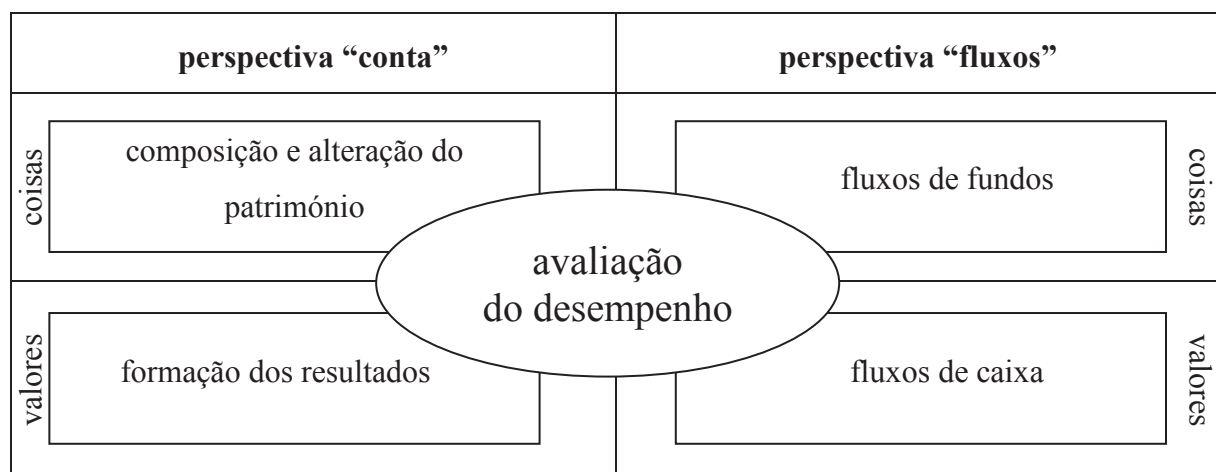 perspectiva “conta”
perspectiva “fluxos”
coisas
composição e alteração do
património
fluxos de fundos
coisas
avaliação
do desempenho
valores
formação dos resultados
fluxos de caixa
valores